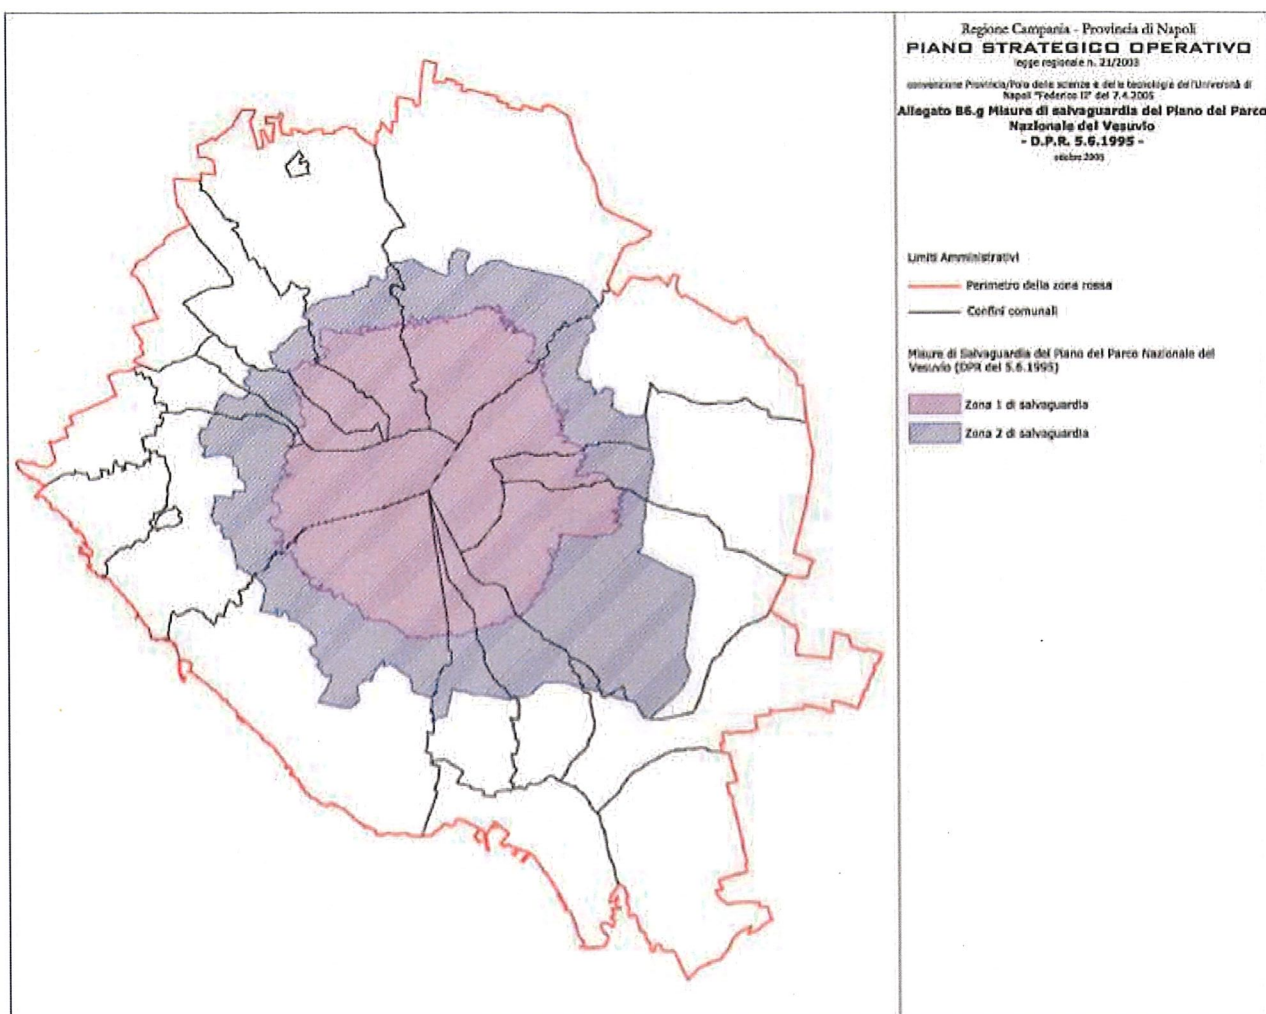 Regione Campania - Provincia di Napoli
PIANO STRATEGICO OPERATIVO
legge regionale n. 21/2003
convenzione Provincia/Polo delle scienze e delle tecnologie dell'Università di
Napoli "Federico II" del 7.4.2005
Allegato B6.g Misure di salvaguardia del Piano del Parco
Nazionale del Vesuvio
- D.P.R. 5.6.1995 -
ottobre 2005
Limiti Amministrativi
Perimetro della zona rossa
Confini comunali
Misure di Salvaguardia del Piano del Parco Nazionale del
Vesuvio (DPR del 5.6.1995)
Zona 1 di salvaguardia
Zona 2 di salvaguardia